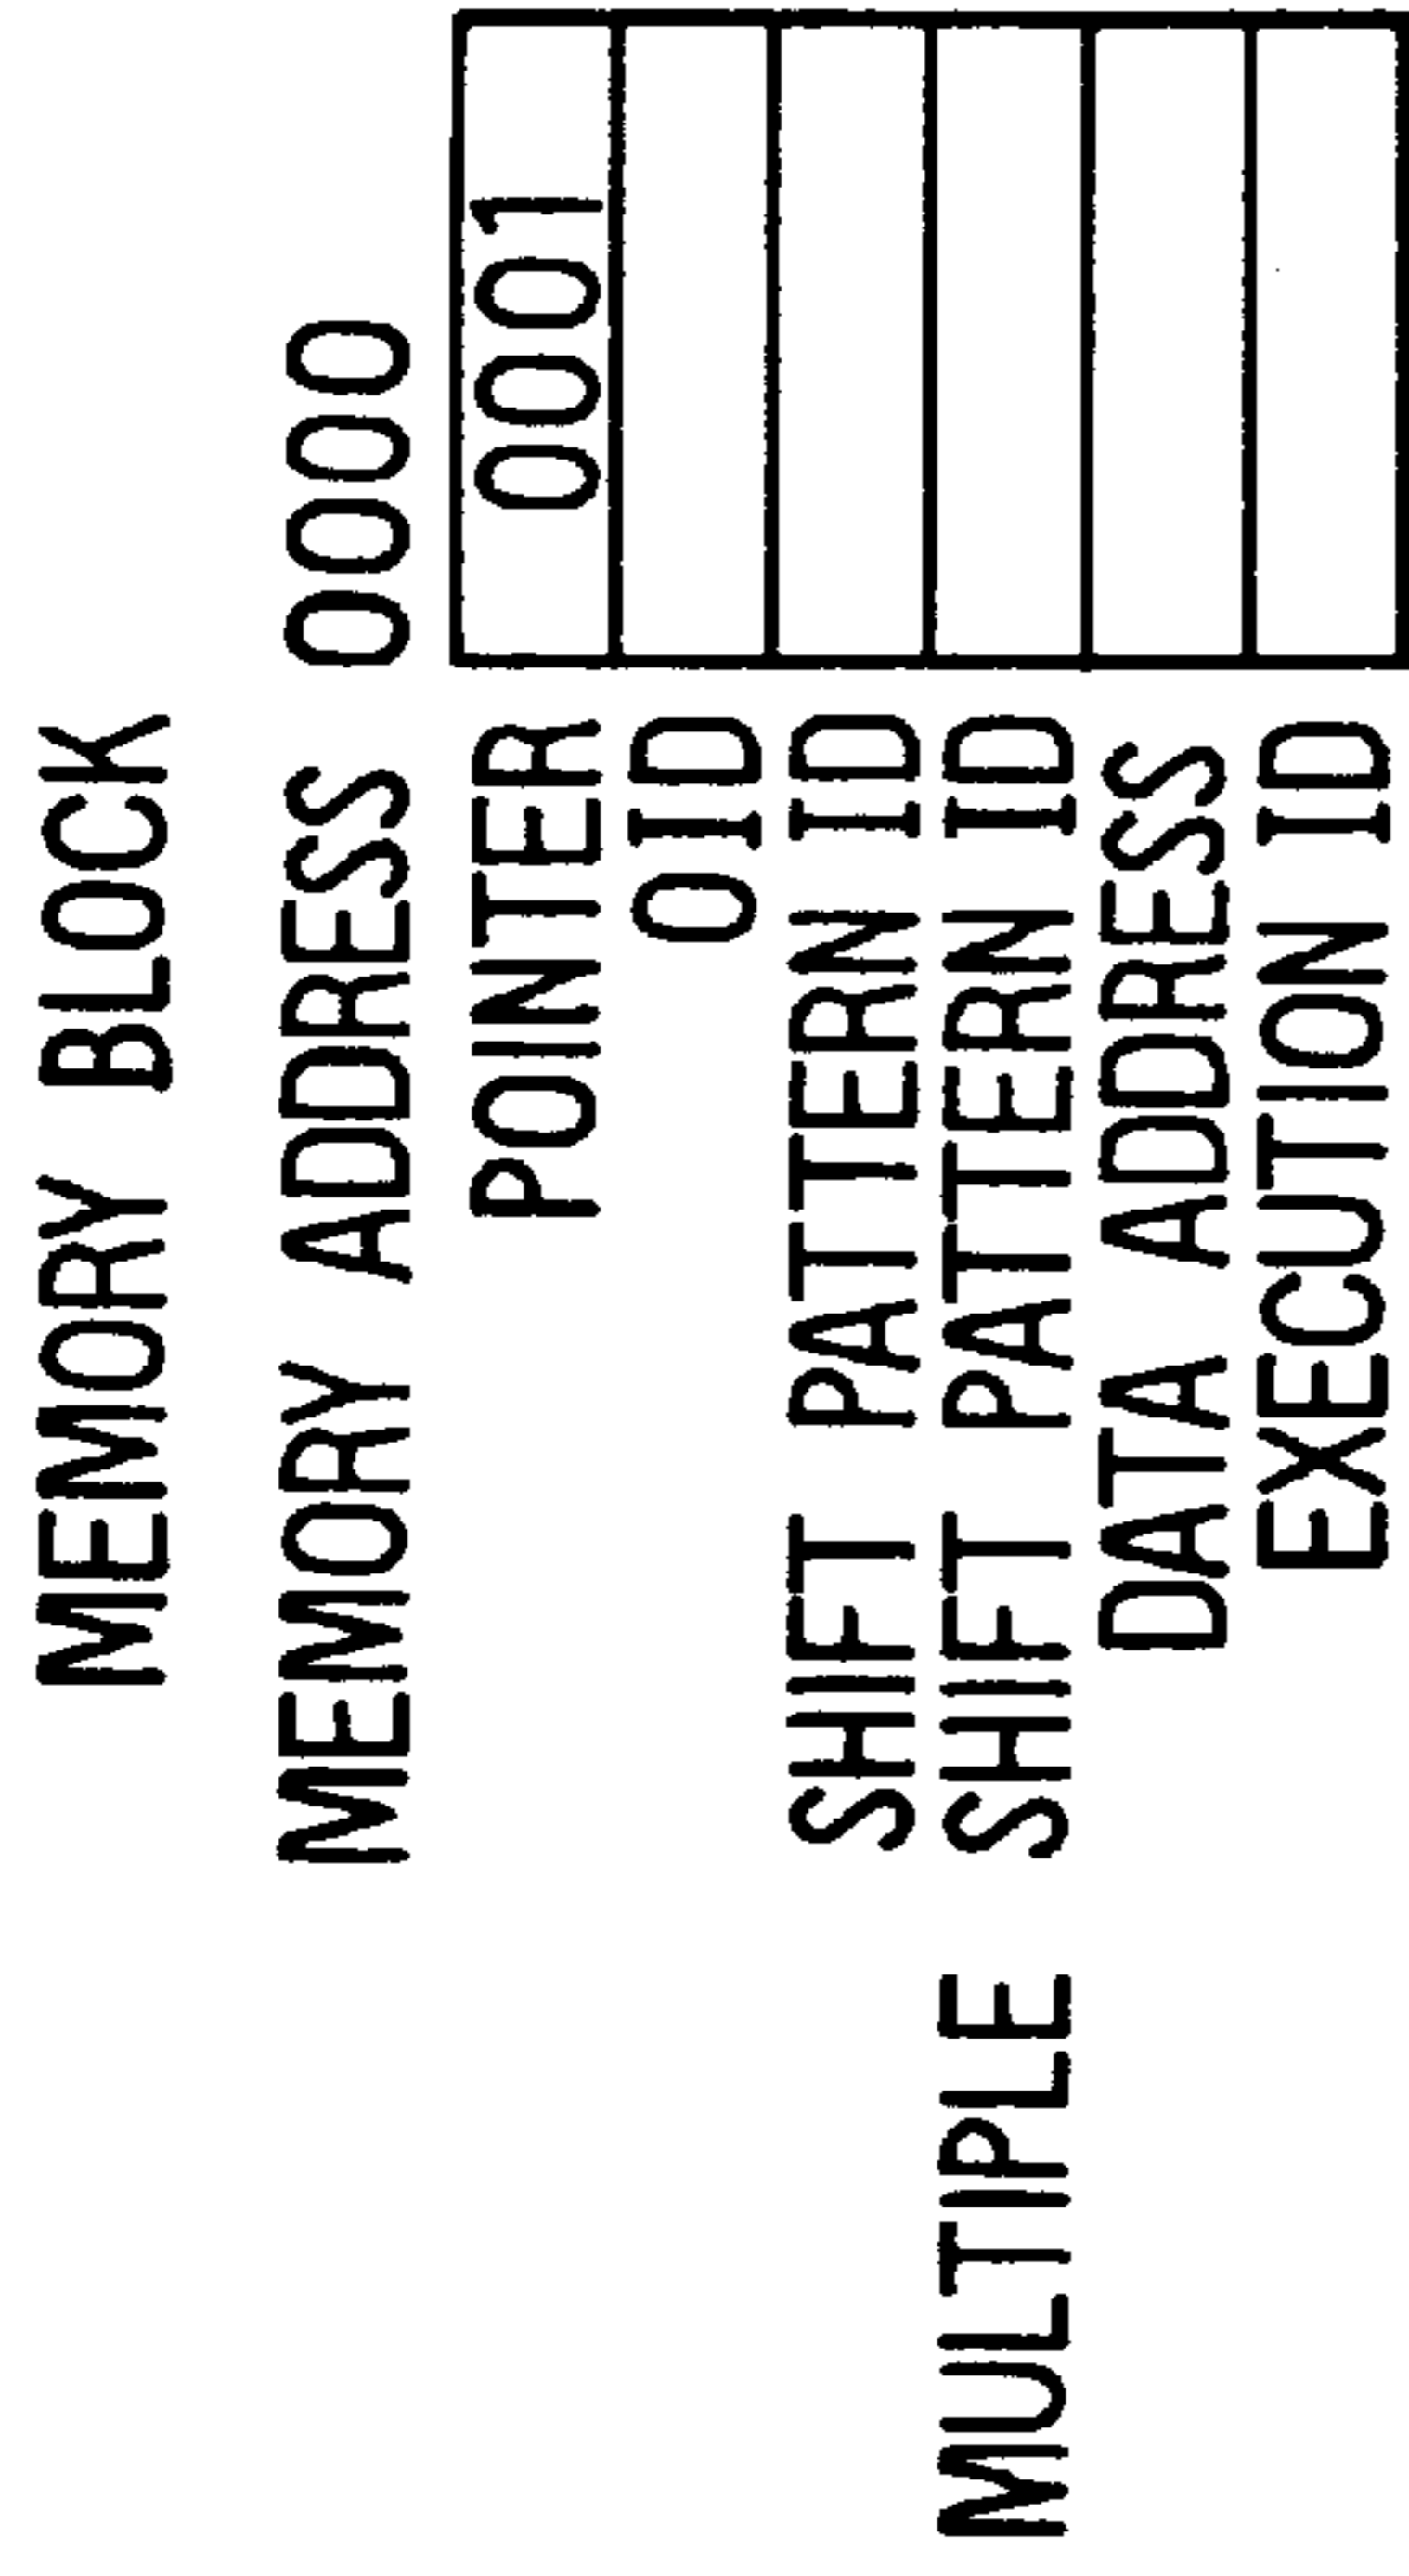 MEMORY BLOCK
MEMORY ADDRESS 0000
POINTER 0001
OID
SHIFT PATTERN ID
MULTIPLE SHIFT PATTERN ID
DATA ADDRESS
EXECUTION ID